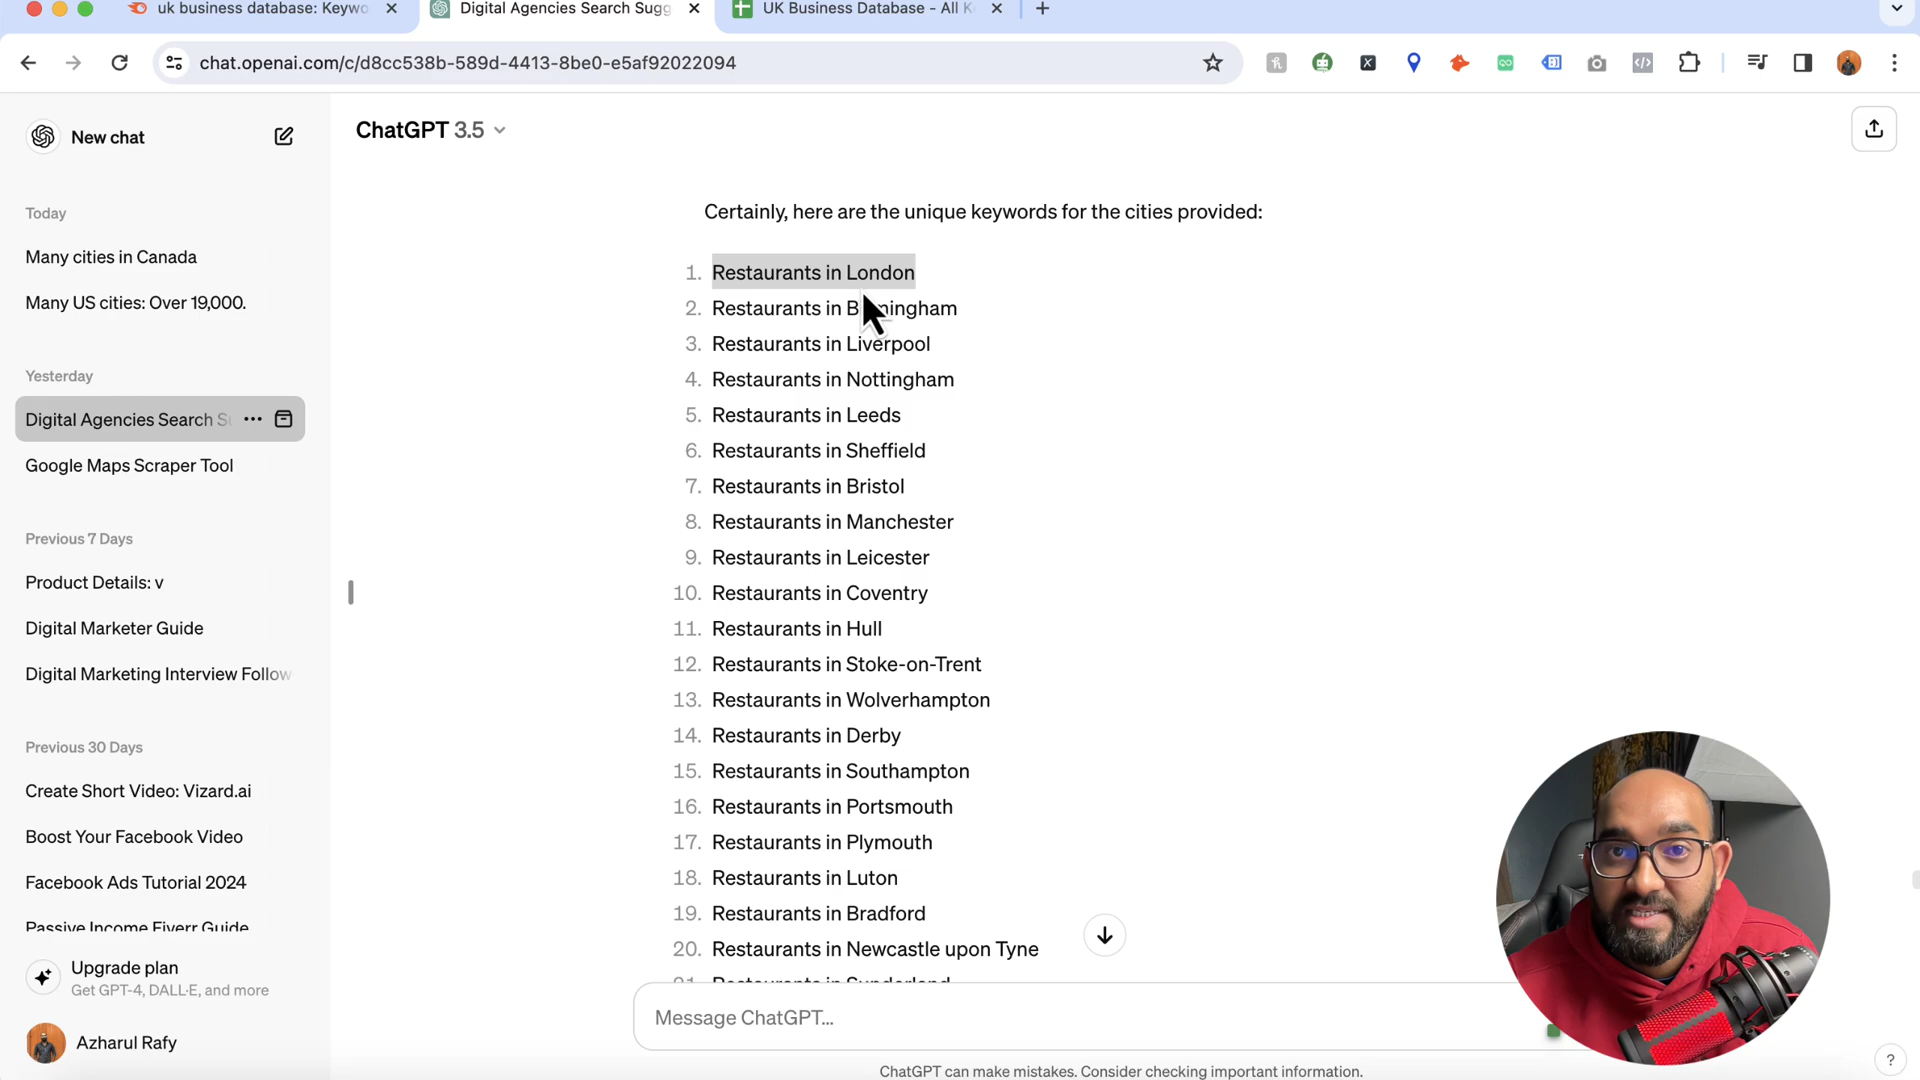 uk business database: Keywo
Digital Agencies Search Sugg
UK Business Database - All K
chat.openai.com/c/d8cc538b-589d-4413-8be0-e5af92022094
New chat
ChatGPT 3.5
Today
Many cities in Canada
Many US cities: Over 19,000.
Yesterday
Digital Agencies Search Su
Google Maps Scraper Tool
Previous 7 Days
Product Details: v
Digital Marketer Guide
Digital Marketing Interview Follow
Previous 30 Days
Create Short Video: Vizard.ai
Boost Your Facebook Video
Facebook Ads Tutorial 2024
Passive Income Fiverr Guide
Upgrade plan
Get GPT-4, DALL·E, and more
Azharul Rafy
Certainly, here are the unique keywords for the cities provided:
1. Restaurants in London
2. Restaurants in Birmingham
3. Restaurants in Liverpool
4. Restaurants in Nottingham
5. Restaurants in Leeds
6. Restaurants in Sheffield
7. Restaurants in Bristol
8. Restaurants in Manchester
9. Restaurants in Leicester
10. Restaurants in Coventry
11. Restaurants in Hull
12. Restaurants in Stoke-on-Trent
13. Restaurants in Wolverhampton
14. Restaurants in Derby
15. Restaurants in Southampton
16. Restaurants in Portsmouth
17. Restaurants in Plymouth
18. Restaurants in Luton
19. Restaurants in Bradford
20. Restaurants in Newcastle upon Tyne
21. Restaurants in Sunderland
Message ChatGPT...
ChatGPT can make mistakes. Consider checking important information.
?